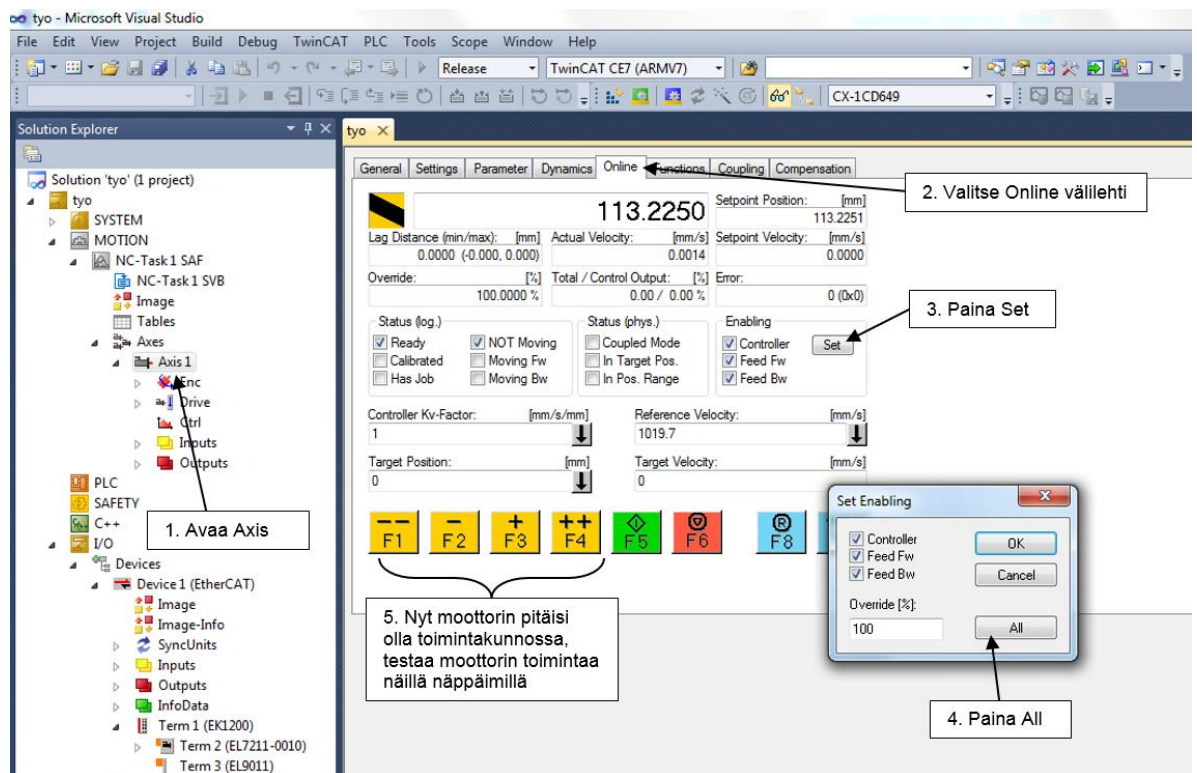 tyo - Microsoft Visual Studio
File Edit View Project Build Debug TwinCAT PLC Tools Scope Window Help
Release TwinCAT CE7 (ARMV7)
CX-1CD649
Solution Explorer
tyo
Solution 'tyo' (1 project)
tyo
SYSTEM
MOTION
NC-Task 1 SAF
NC-Task 1 SVB
Image
Tables
Axes
Axis 1
Enc
Drive
Ctrl
Inputs
Outputs
PLC
SAFETY
C++
I/O
Devices
Device 1 (EtherCAT)
Image
Image-Info
SyncUnits
Inputs
Outputs
InfoData
Term 1 (EK1200)
Term 2 (EL7211-0010)
Term 3 (EL9011)
1. Avaa Axis
General Settings Parameter Dynamics Online Functions Coupling Compensation
2. Valitse Online välilehti
113.2250
Setpoint Position: [mm]
113.2251
Lag Distance (min/max): [mm] Actual Velocity: [mm/s] Setpoint Velocity: [mm/s]
0.0000 (-0.000, 0.000) 0.0014 0.0000
Override: [%] Total / Control Output: [%] Error:
100.0000 % 0.00 / 0.00 % 0 (0x0)
3. Paina Set
Status (log.) Status (phys.) Enabling
Ready NOT Moving Coupled Mode Controller Set
Calibrated Moving Fw In Target Pos. Feed Fw
Has Job Moving Bw In Pos. Range Feed Bw
Controller Kv-Factor: [mm/s/mm] Reference Velocity: [mm/s]
1 1019.7
Target Position: [mm] Target Velocity: [mm/s]
0 0
-- - + ++
F1 F2 F3 F4 F5 F6 F8
R
Set Enabling
Controller OK
Feed Fw
Feed Bw Cancel
Override [%]:
100 All
5. Nyt moottorin pitäisi
olla toimintakunnossa,
testaa moottorin toimintaa
näillä näppäimillä
4. Paina All